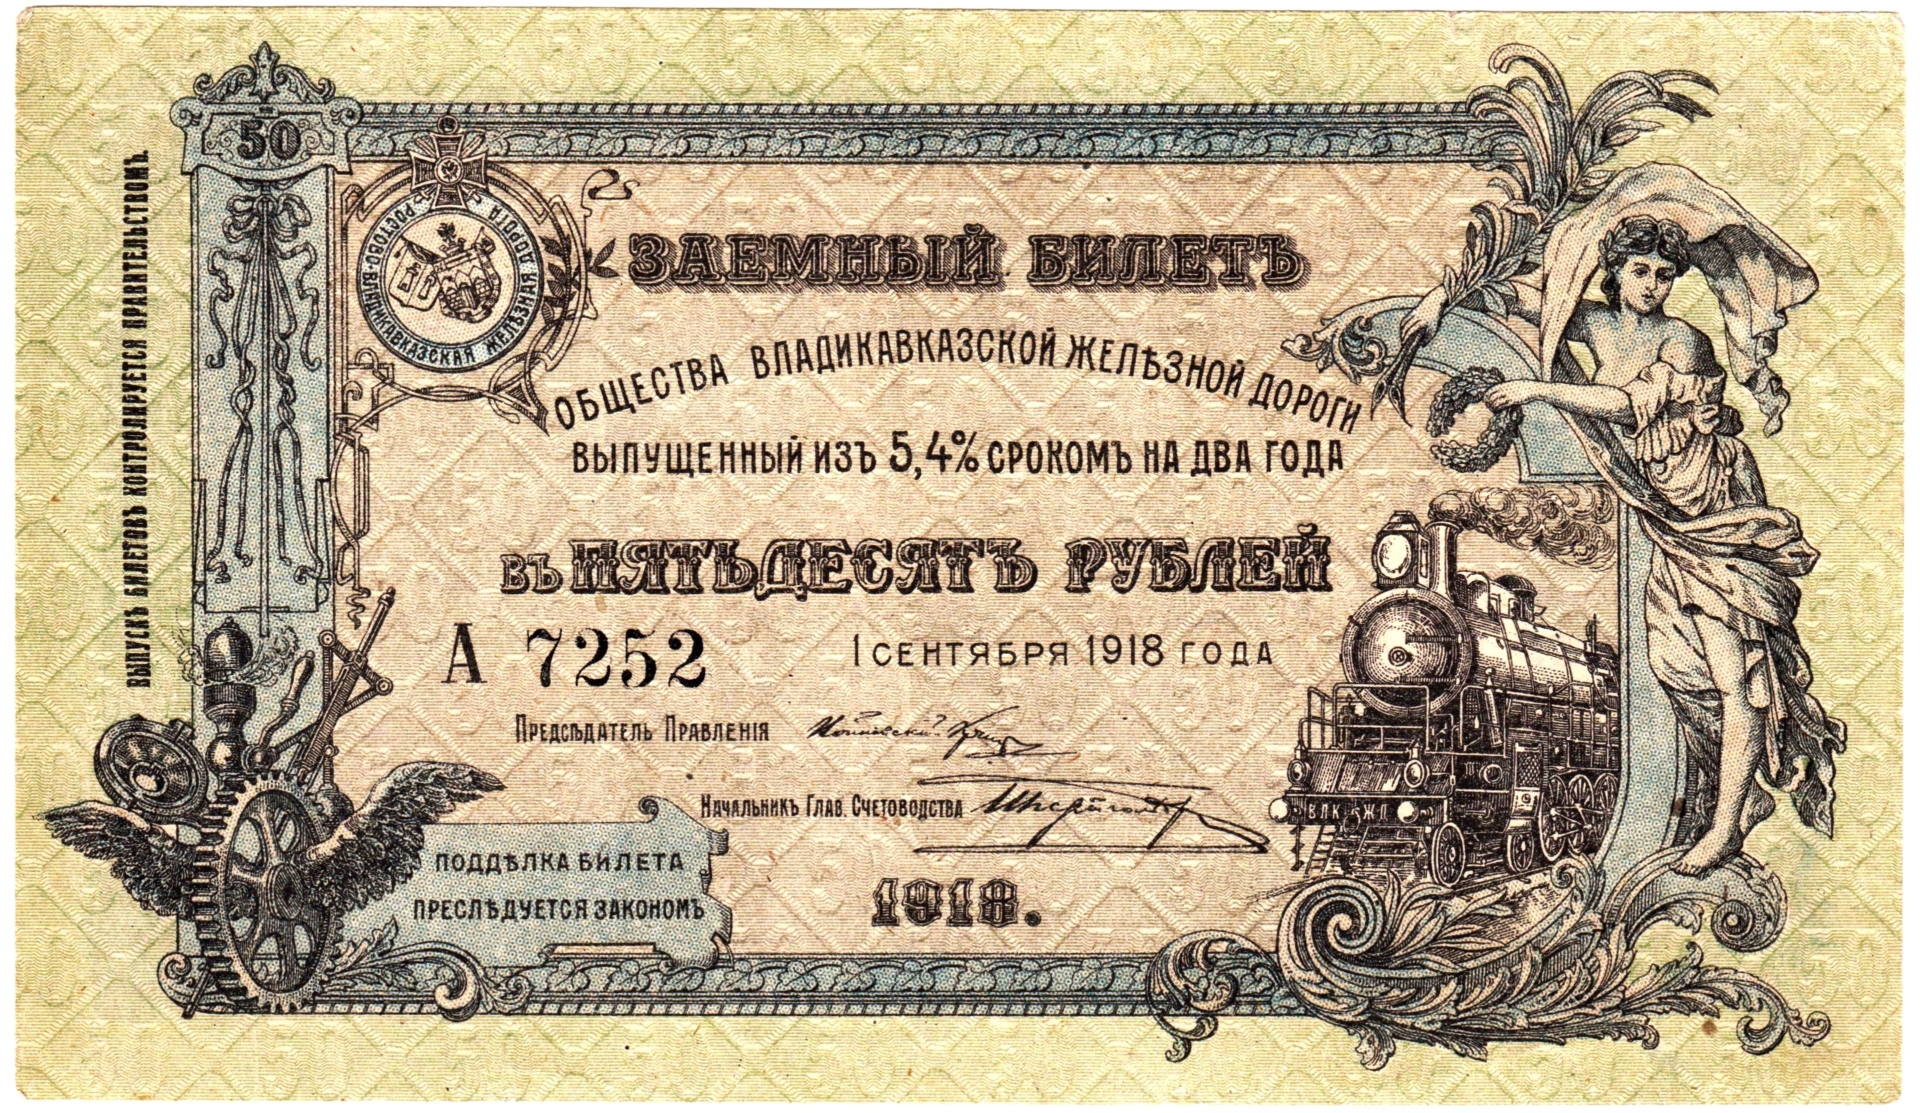 ВЫПУСКЪ БИЛЕТОВЪ КОНТРОЛИРУЕТСЯ ПРАВИТЕЛЬСТВОМЪ.
50
РОСТОВО-ВЛАДИКАВКАЗСКАЯ ЖЕЛѢЗНАЯ ДОРОГА
ЗАЕМНЫЙ БИЛЕТЪ
ОБЩЕСТВА ВЛАДИКАВКАЗСКОЙ ЖЕЛѢЗНОЙ ДОРОГИ
ВЫПУЩЕННЫЙ ИЗЪ 5,4% СРОКОМЪ НА ДВА ГОДА
ВЪ ПЯТЬДЕСЯТЪ РУБЛЕЙ
А 7252
1 СЕНТЯБРЯ 1918 ГОДА
ПРЕДСѢДАТЕЛЬ ПРАВЛЕНІЯ
НАЧАЛЬНИКЪ ГЛАВ. СЧЕТОВОДСТВА
ВЛК ЖД
ПОДДѢЛКА БИЛЕТА
ПРЕСЛѢДУЕТСЯ ЗАКОНОМЪ
1918.